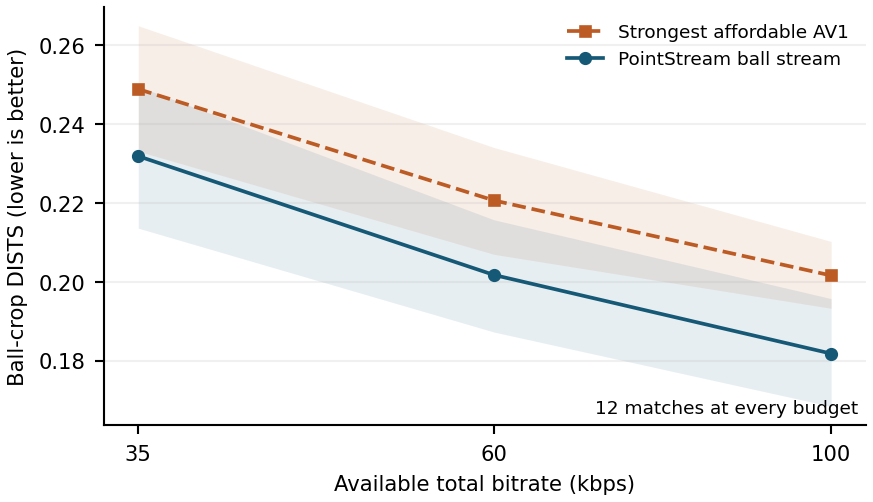 Strongest affordable AV1
PointStream ball stream
Ball-crop DISTS (lower is better)
0.26
0.24
0.22
0.20
0.18
12 matches at every budget
35
60
100
Available total bitrate (kbps)